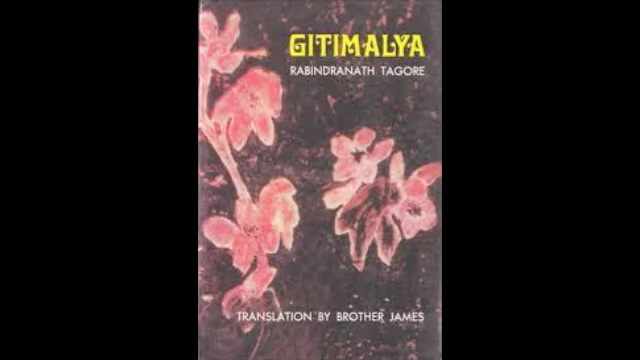 GITIMALYA
RABINDRANATH TAGORE
TRANSLATION BY BROTHER JAMES